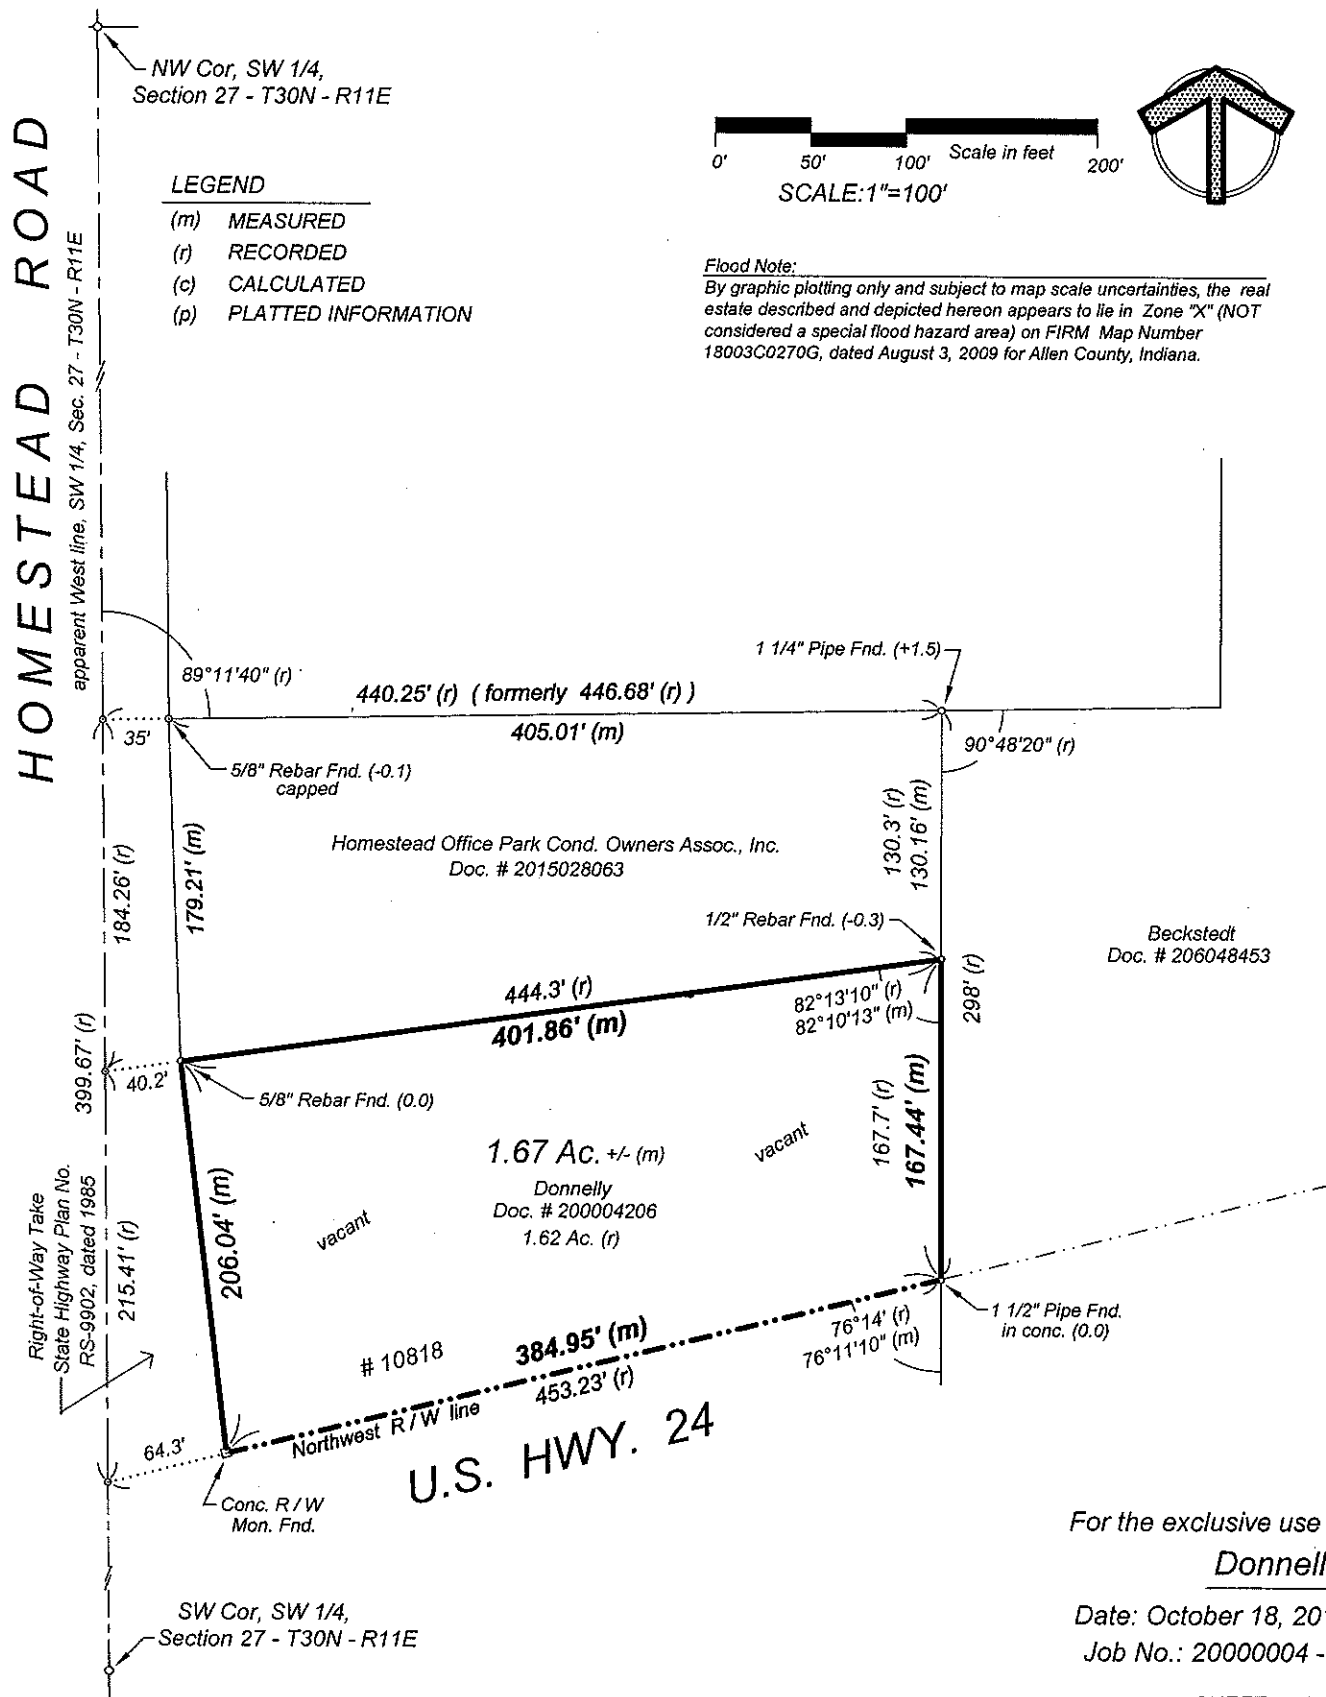 NW Cor, SW 1/4,
Section 27 - T30N - R11E
HOMESTEAD ROAD
apparent West line, SW 1/4, Sec. 27 - T30N - R11E
LEGEND
(m) MEASURED
(r) RECORDED
(c) CALCULATED
(p) PLATTED INFORMATION
0' 50' 100' Scale in feet 200'
SCALE:1"=100'
Flood Note:
By graphic plotting only and subject to map scale uncertainties, the real
estate described and depicted hereon appears to lie in Zone "X" (NOT
considered a special flood hazard area) on FIRM Map Number
18003C0270G, dated August 3, 2009 for Allen County, Indiana.
89°11'40" (r)
440.25' (r) ( formerly 446.68' (r) )
405.01' (m)
1 1/4" Pipe Fnd. (+1.5)
90°48'20" (r)
35'
5/8" Rebar Fnd. (-0.1)
capped
184.26' (r)
179.21' (m)
Homestead Office Park Cond. Owners Assoc., Inc.
Doc. # 2015028063
130.3' (r)
130.16' (m)
1/2" Rebar Fnd. (-0.3)
Beckstedt
Doc. # 206048453
298' (r)
444.3' (r)
401.86' (m)
82°13'10" (r)
82°10'13" (m)
399.67' (r)
40.2'
5/8" Rebar Fnd. (0.0)
167.7' (r)
167.44' (m)
1.67 Ac. +/- (m)
Donnelly
Doc. # 200004206
1.62 Ac. (r)
vacant
vacant
Right-of-Way Take
State Highway Plan No.
RS-9902, dated 1985
215.41' (r)
206.04' (m)
# 10818
384.95' (m)
453.23' (r)
Northwest R / W line
76°14' (r)
76°11'10" (m)
1 1/2" Pipe Fnd.
in conc. (0.0)
U.S. HWY. 24
64.3'
Conc. R / W
Mon. Fnd.
SW Cor, SW 1/4,
Section 27 - T30N - R11E
For the exclusive use
Donnell
Date: October 18, 20
Job No.: 20000004 -